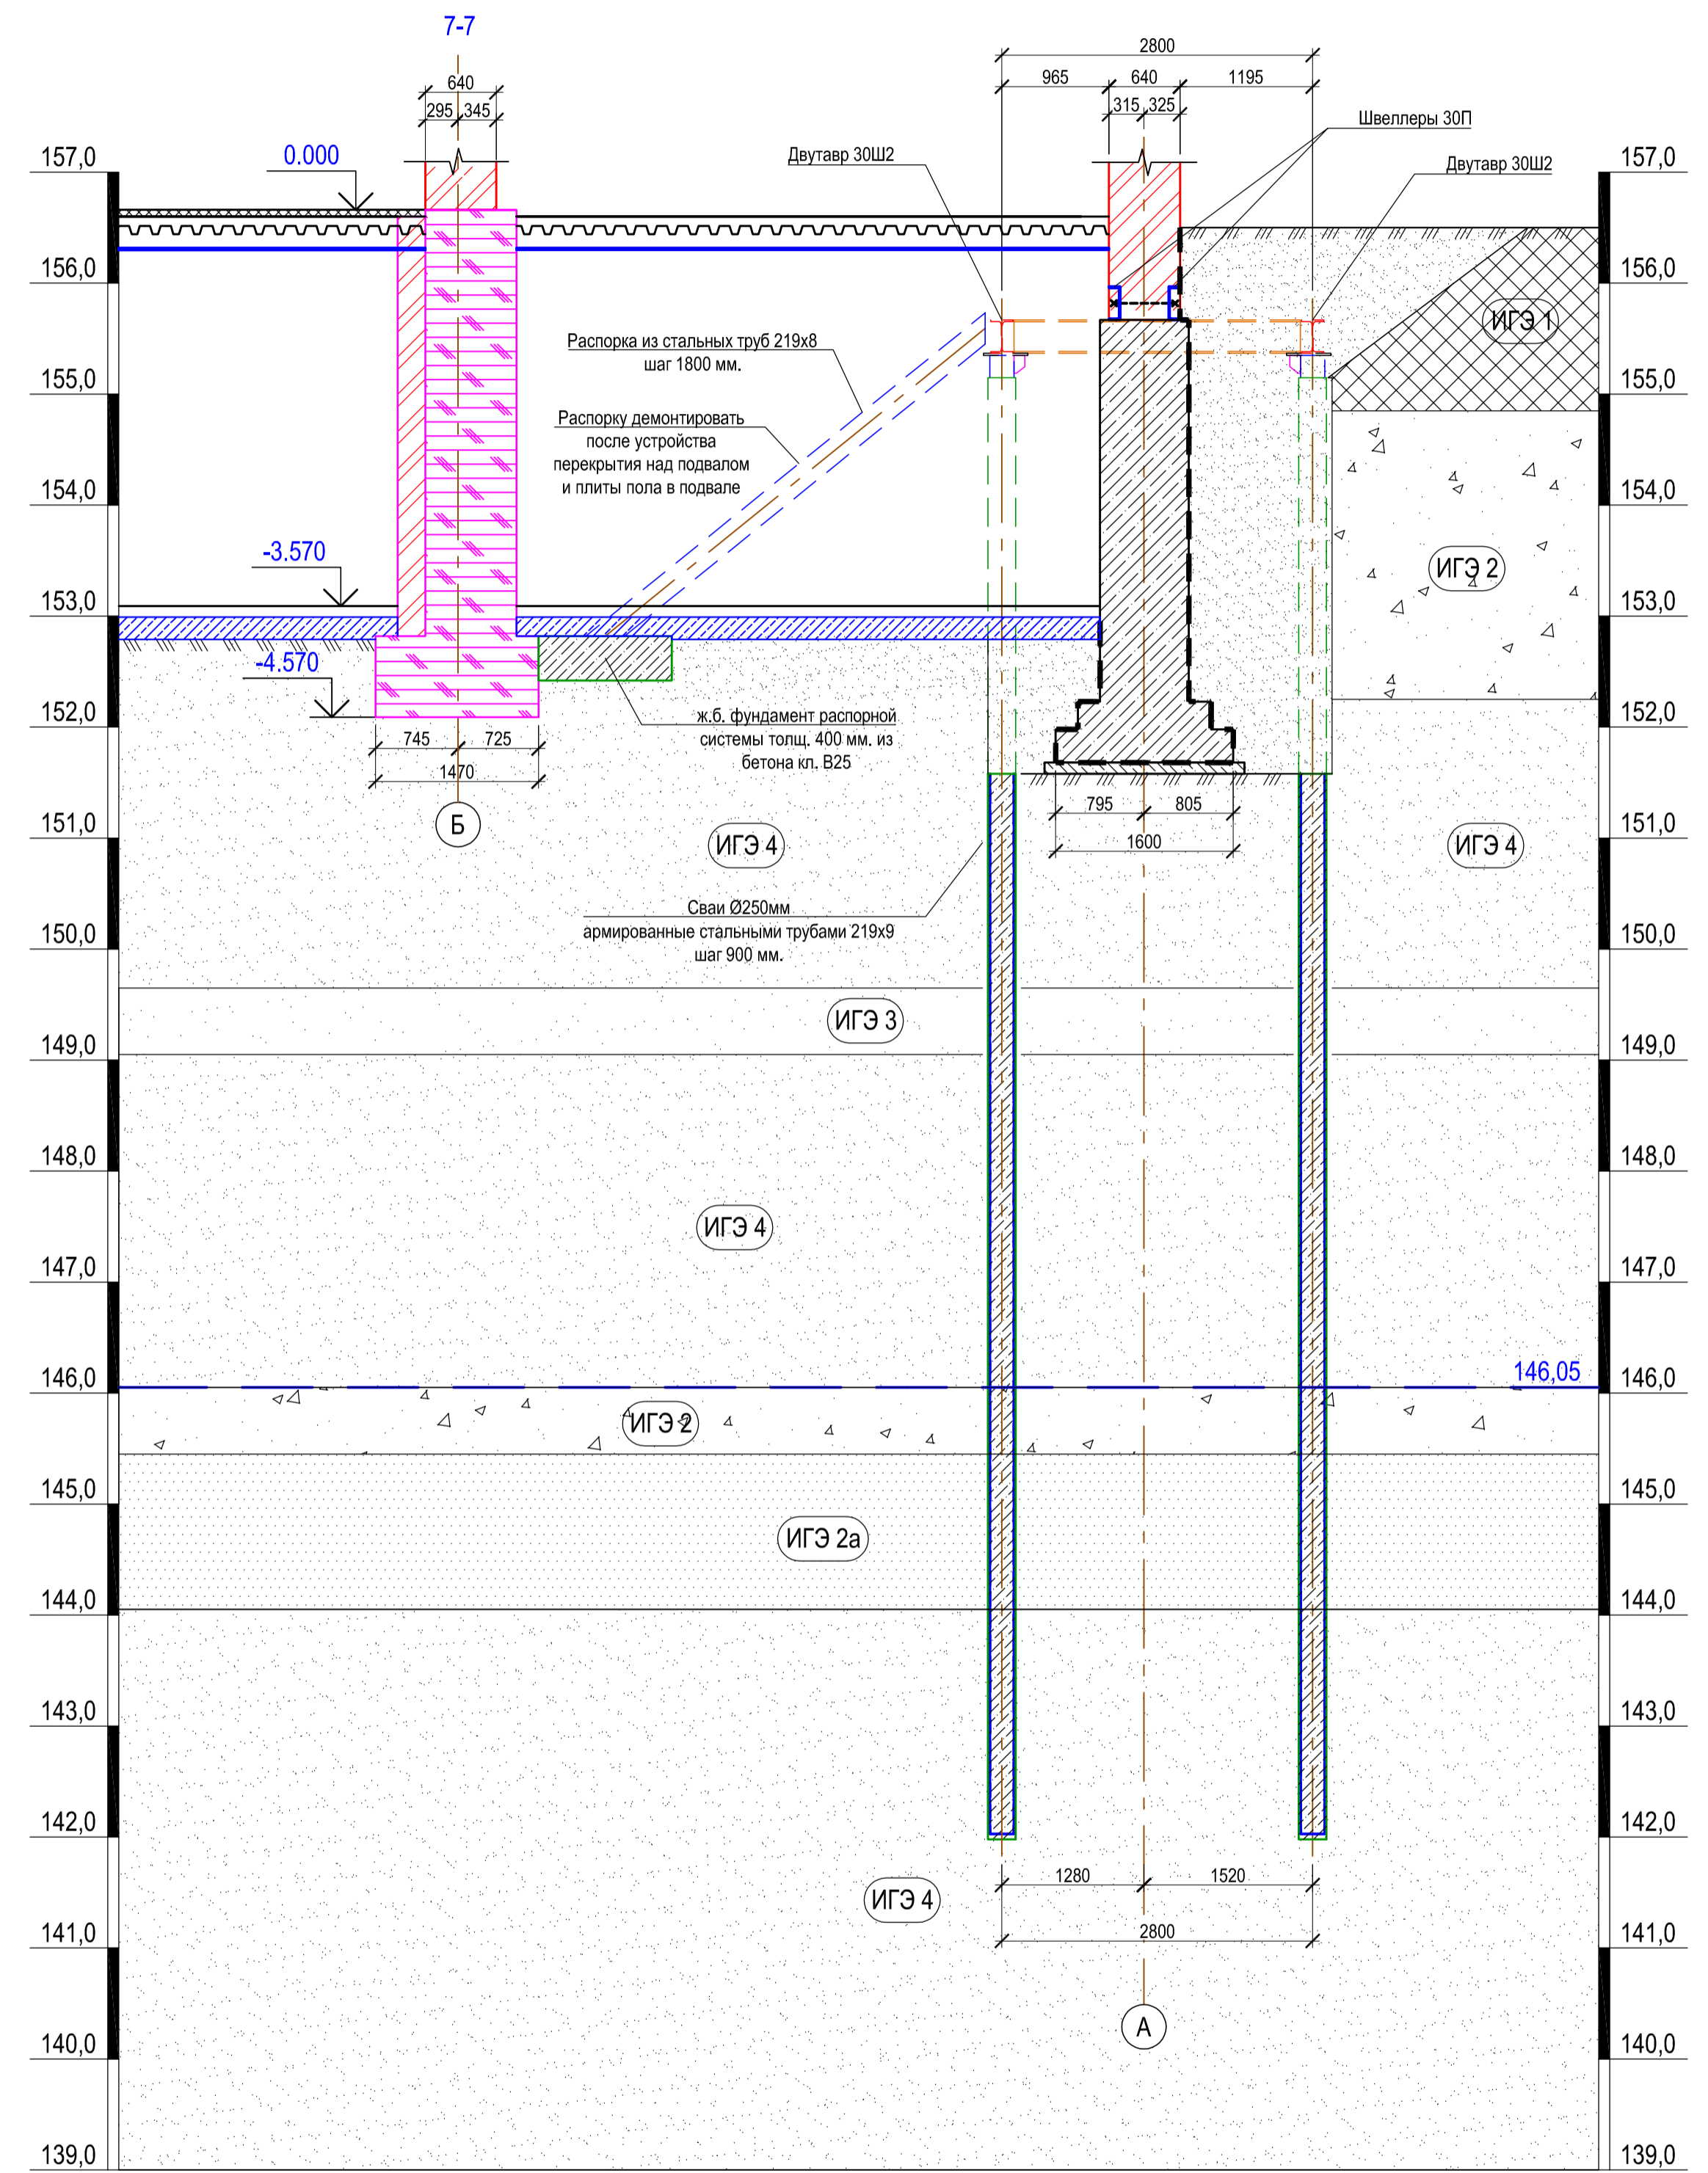 7-7
640
295 345
2800
965 640 1195
315 325
Швеллеры 30П
Двутавр 30Ш2
Двутавр 30Ш2
0.000
157,0
157,0
156,0
156,0
ИГЭ 1
Распорка из стальных труб 219х8
шаг 1800 мм.
155,0
155,0
Распорку демонтировать
после устройства
перекрытия над подвалом
и плиты пола в подвале
154,0
154,0
-3.570
ИГЭ 2
153,0
153,0
-4.570
152,0
152,0
ж.б. фундамент распорной
системы толщ. 400 мм. из
бетона кл. В25
745 725
1470
Б
795 805
1600
151,0
151,0
ИГЭ 4
ИГЭ 4
Сваи Ø250мм
армированные стальными трубами 219х9
шаг 900 мм.
150,0
150,0
ИГЭ 3
149,0
149,0
148,0
148,0
ИГЭ 4
147,0
147,0
146,0
146,05
146,0
ИГЭ 2
145,0
145,0
ИГЭ 2а
144,0
144,0
143,0
143,0
142,0
142,0
1280 1520
ИГЭ 4
2800
141,0
141,0
А
140,0
140,0
139,0
139,0